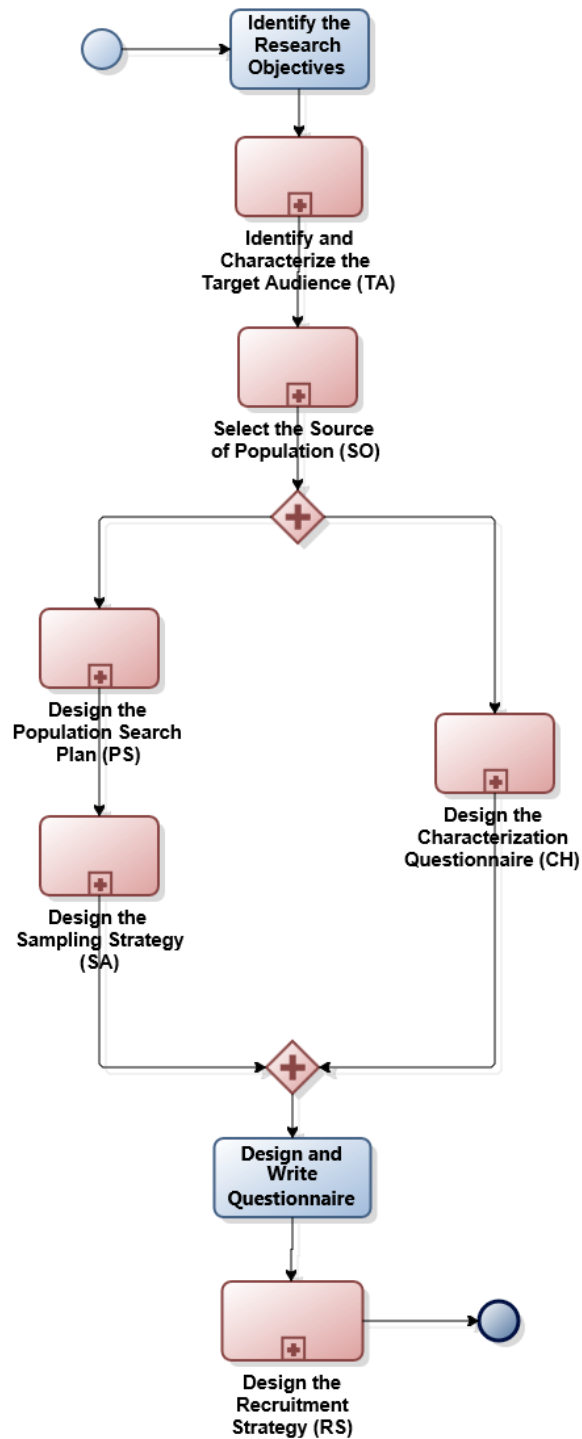 Identify the
Research
Objectives
Identify and
Characterize the
Target Audience (TA)
Select the Source
of Population (SO)
Design the
Population Search
Plan (PS)
Design the
Characterization
Questionnaire (CH)
Design the
Sampling Strategy
(SA)
Design and
Write
Questionnaire
Design the
Recruitment
Strategy (RS)